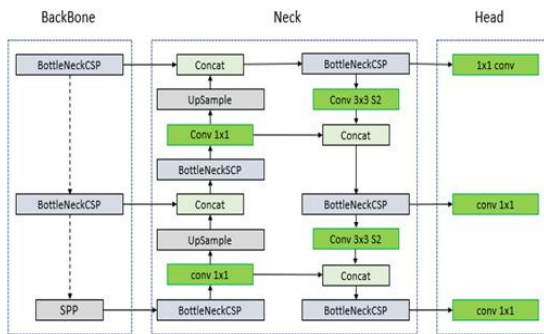 BackBone
Neck
Head
BottleNeckCSP
Concat
BottleNeckCSP
1x1 conv
UpSample
Conv 3x3 S2
Conv 1x1
Concat
BottleNeckSCP
BottleNeckCSP
Concat
BottleNeckCSP
conv 1x1
UpSample
Conv 3x3 S2
conv 1x1
Concat
SPP
BottleNeckCSP
BottleNeckCSP
conv 1x1